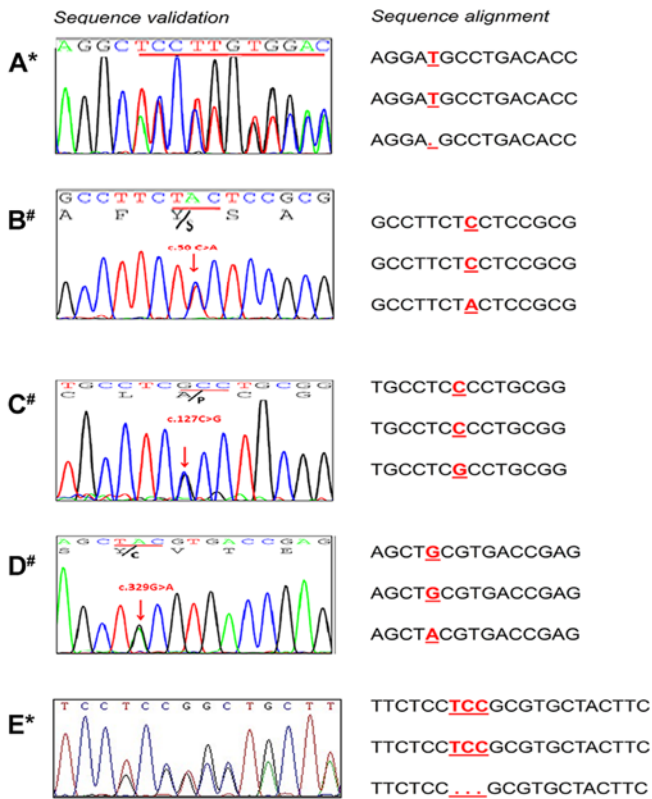 Sequence validation
Sequence alignment
A*
AGGCTCCTTGTGGAC
AGGATGCCTGACACC
AGGATGCCTGACACC
AGGA.GCCTGACACC
B#
GCCTTCTACTCCGCG
A F Y/S S A
c.50 C>A
GCCTTCTCCTCCGCG
GCCTTCTCCTCCGCG
GCCTTCTACTCCGCG
C#
TGCCTCGCCTGCGG
C L A/P C G
c.127C>G
TGCCTCCCCTGCGG
TGCCTCCCCTGCGG
TGCCTCGCCTGCGG
D#
AGCTACGTGACCGAG
S Y/C V T E
c.329G>A
AGCTGCGTGACCGAG
AGCTGCGTGACCGAG
AGCTACGTGACCGAG
E*
TCCTCCGGCTGCTT
TTCTCCTCCGCGTGCTACTTC
TTCTCCTCCGCGTGCTACTTC
TTCTCC...GCGTGCTACTTC